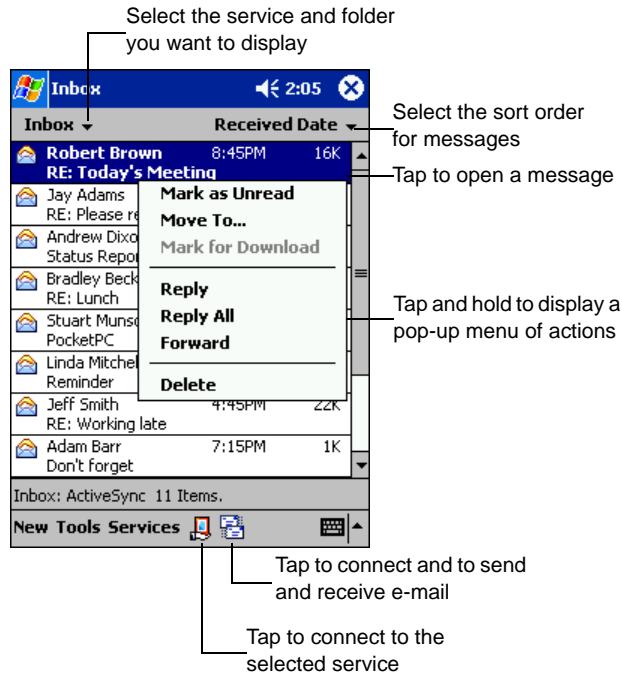 Select the service and folder
you want to display
Inbox 2:05
Inbox Received Date
Select the sort order
for messages
Robert Brown 8:45PM 16K
RE: Today's Meeting
Tap to open a message
Jay Adams
RE: Please re
Andrew Dixo
Status Repor
Bradley Beck
RE: Lunch
Stuart Munso
PocketPC
Linda Mitchel
Reminder
Mark as Unread
Move To...
Mark for Download
Reply
Reply All
Forward
Delete
Tap and hold to display a
pop-up menu of actions
Jeff Smith 4:45PM 22K
RE: Working late
Adam Barr 7:15PM 1K
Don't forget
Inbox: ActiveSync 11 Items.
New Tools Services
Tap to connect and to send
and receive e-mail
Tap to connect to the
selected service